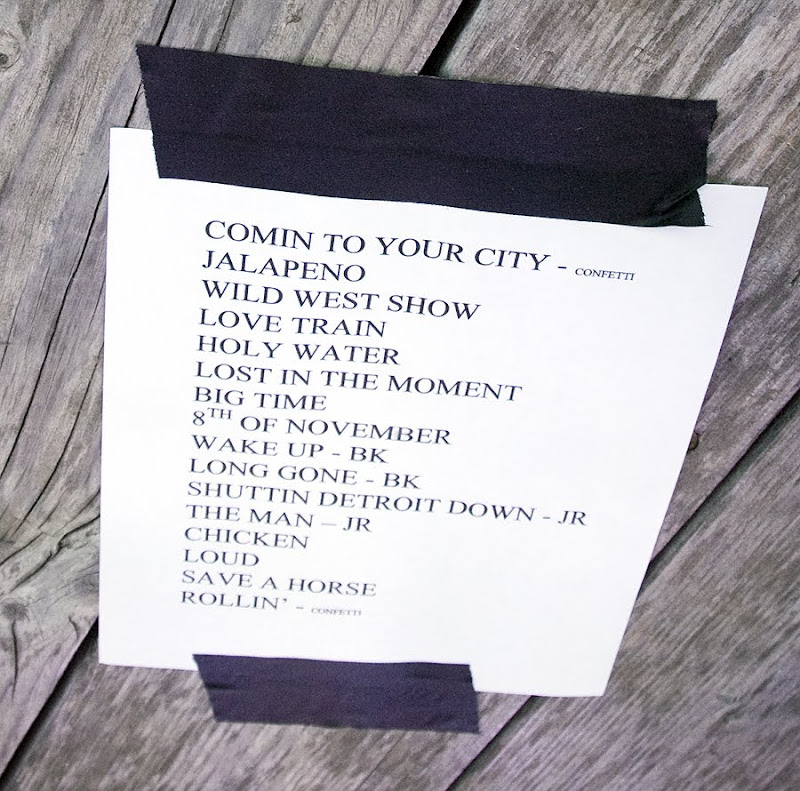 COMIN TO YOUR CITY - CONFETTI
JALAPENO
WILD WEST SHOW
LOVE TRAIN
HOLY WATER
LOST IN THE MOMENT
BIG TIME
8TH OF NOVEMBER
WAKE UP - BK
LONG GONE - BK
SHUTTIN DETROIT DOWN - JR
THE MAN – JR
CHICKEN
LOUD
SAVE A HORSE
ROLLIN’ - CONFETTI